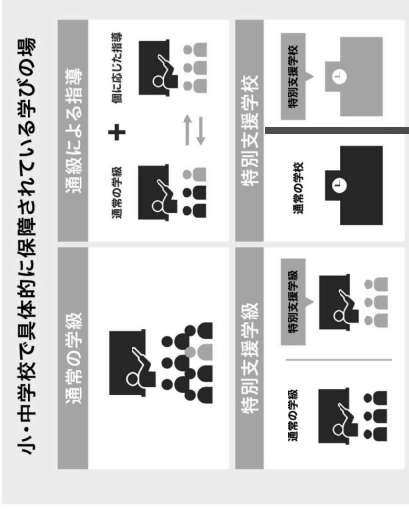 小・中学校で具体的に保障されている学びの場
通常の学級
通級による指導
通常の学級
+
個に応じた指導
特別支援学級
通常の学級
特別支援学級
特別支援学校
通常の学校
特別支援学校